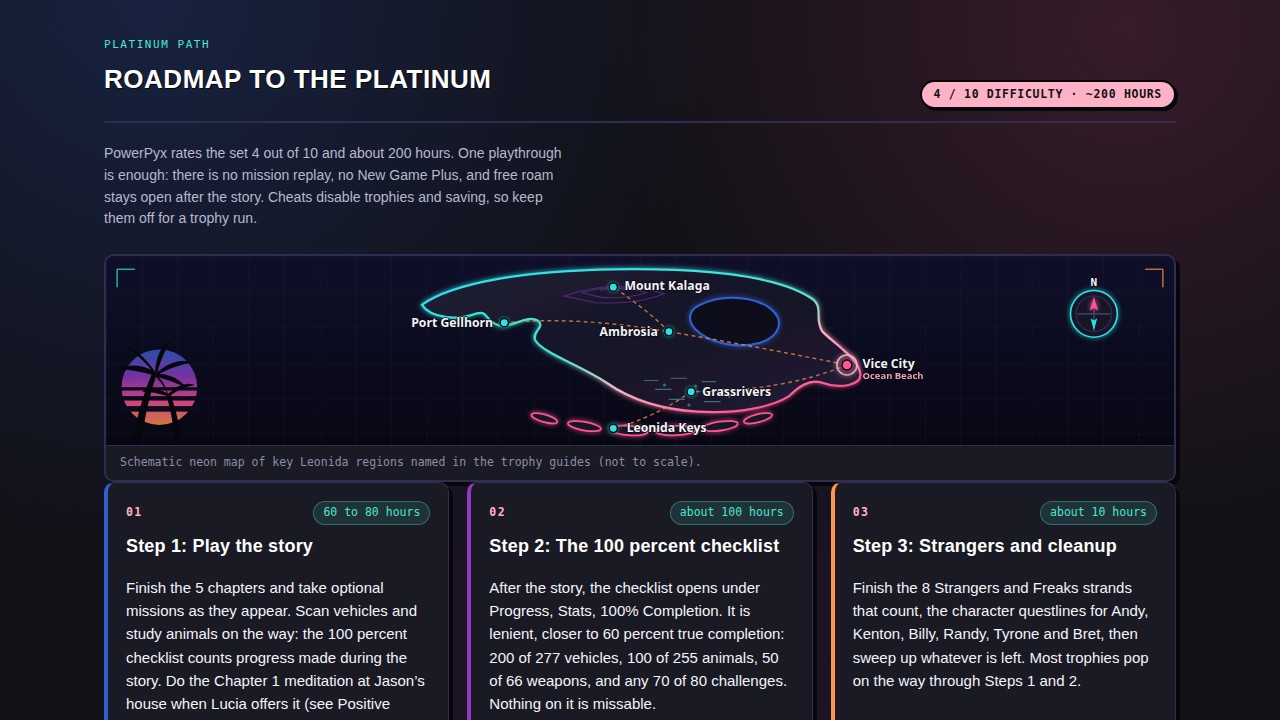 PLATINUM PATH
ROADMAP TO THE PLATINUM
4 / 10 DIFFICULTY · ~200 HOURS
PowerPyx rates the set 4 out of 10 and about 200 hours. One playthrough
is enough: there is no mission replay, no New Game Plus, and free roam
stays open after the story. Cheats disable trophies and saving, so keep
them off for a trophy run.
N
Mount Kalaga
Port Gellhorn
Ambrosia
Vice City
Ocean Beach
Grassrivers
Leonida Keys
Schematic neon map of key Leonida regions named in the trophy guides (not to scale).
01
60 to 80 hours
Step 1: Play the story
Finish the 5 chapters and take optional
missions as they appear. Scan vehicles and
study animals on the way: the 100 percent
checklist counts progress made during the
story. Do the Chapter 1 meditation at Jason’s
house when Lucia offers it (see Positive
02
about 100 hours
Step 2: The 100 percent checklist
After the story, the checklist opens under
Progress, Stats, 100% Completion. It is
lenient, closer to 60 percent true completion:
200 of 277 vehicles, 100 of 255 animals, 50
of 66 weapons, and any 70 of 80 challenges.
Nothing on it is missable.
03
about 10 hours
Step 3: Strangers and cleanup
Finish the 8 Strangers and Freaks strands
that count, the character questlines for Andy,
Kenton, Billy, Randy, Tyrone and Bret, then
sweep up whatever is left. Most trophies pop
on the way through Steps 1 and 2.